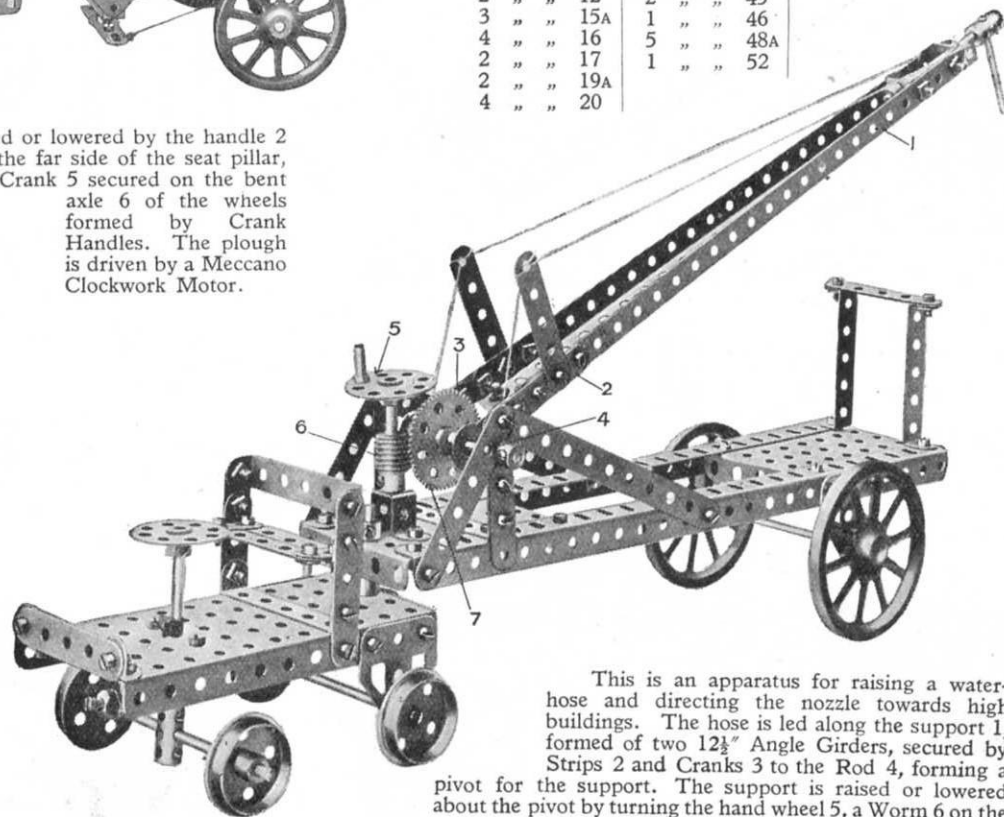 2 „ „ 12
3 „ „ 15A
4 „ „ 16
2 „ „ 17
2 „ „ 19A
4 „ „ 20
2 „ „ 45
1 „ „ 46
5 „ „ 48A
1 „ „ 52
or lowered by the handle 2
the far side of the seat pillar,
Crank 5 secured on the bent
axle 6 of the wheels
formed by Crank
Handles. The plough
is driven by a Meccano
Clockwork Motor.
1
2
3
4
5
6
7
This is an apparatus for raising a water-
hose and directing the nozzle towards high
buildings. The hose is led along the support 1,
formed of two 12½″ Angle Girders, secured by
Strips 2 and Cranks 3 to the Rod 4, forming a
pivot for the support. The support is raised or lowered
about the pivot by turning the hand wheel 5, a Worm 6 on the